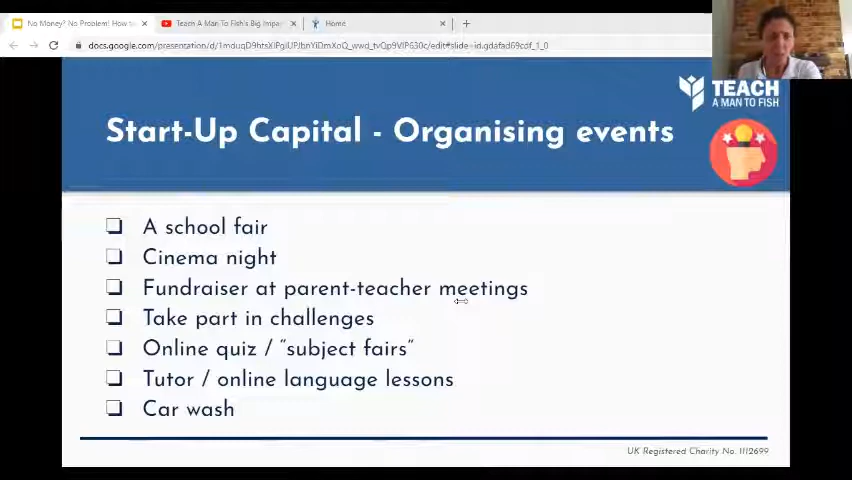 No Money? No Problem! How to
Teach A Man To Fish's Big Impac
Home
TEACH
A MAN TO FISH
Start-Up Capital - Organising events
❑ A school fair
❑ Cinema night
❑ Fundraiser at parent-teacher meetings
❑ Take part in challenges
❑ Online quiz / "subject fairs"
❑ Tutor / online language lessons
❑ Car wash
UK Registered Charity No. 1112699